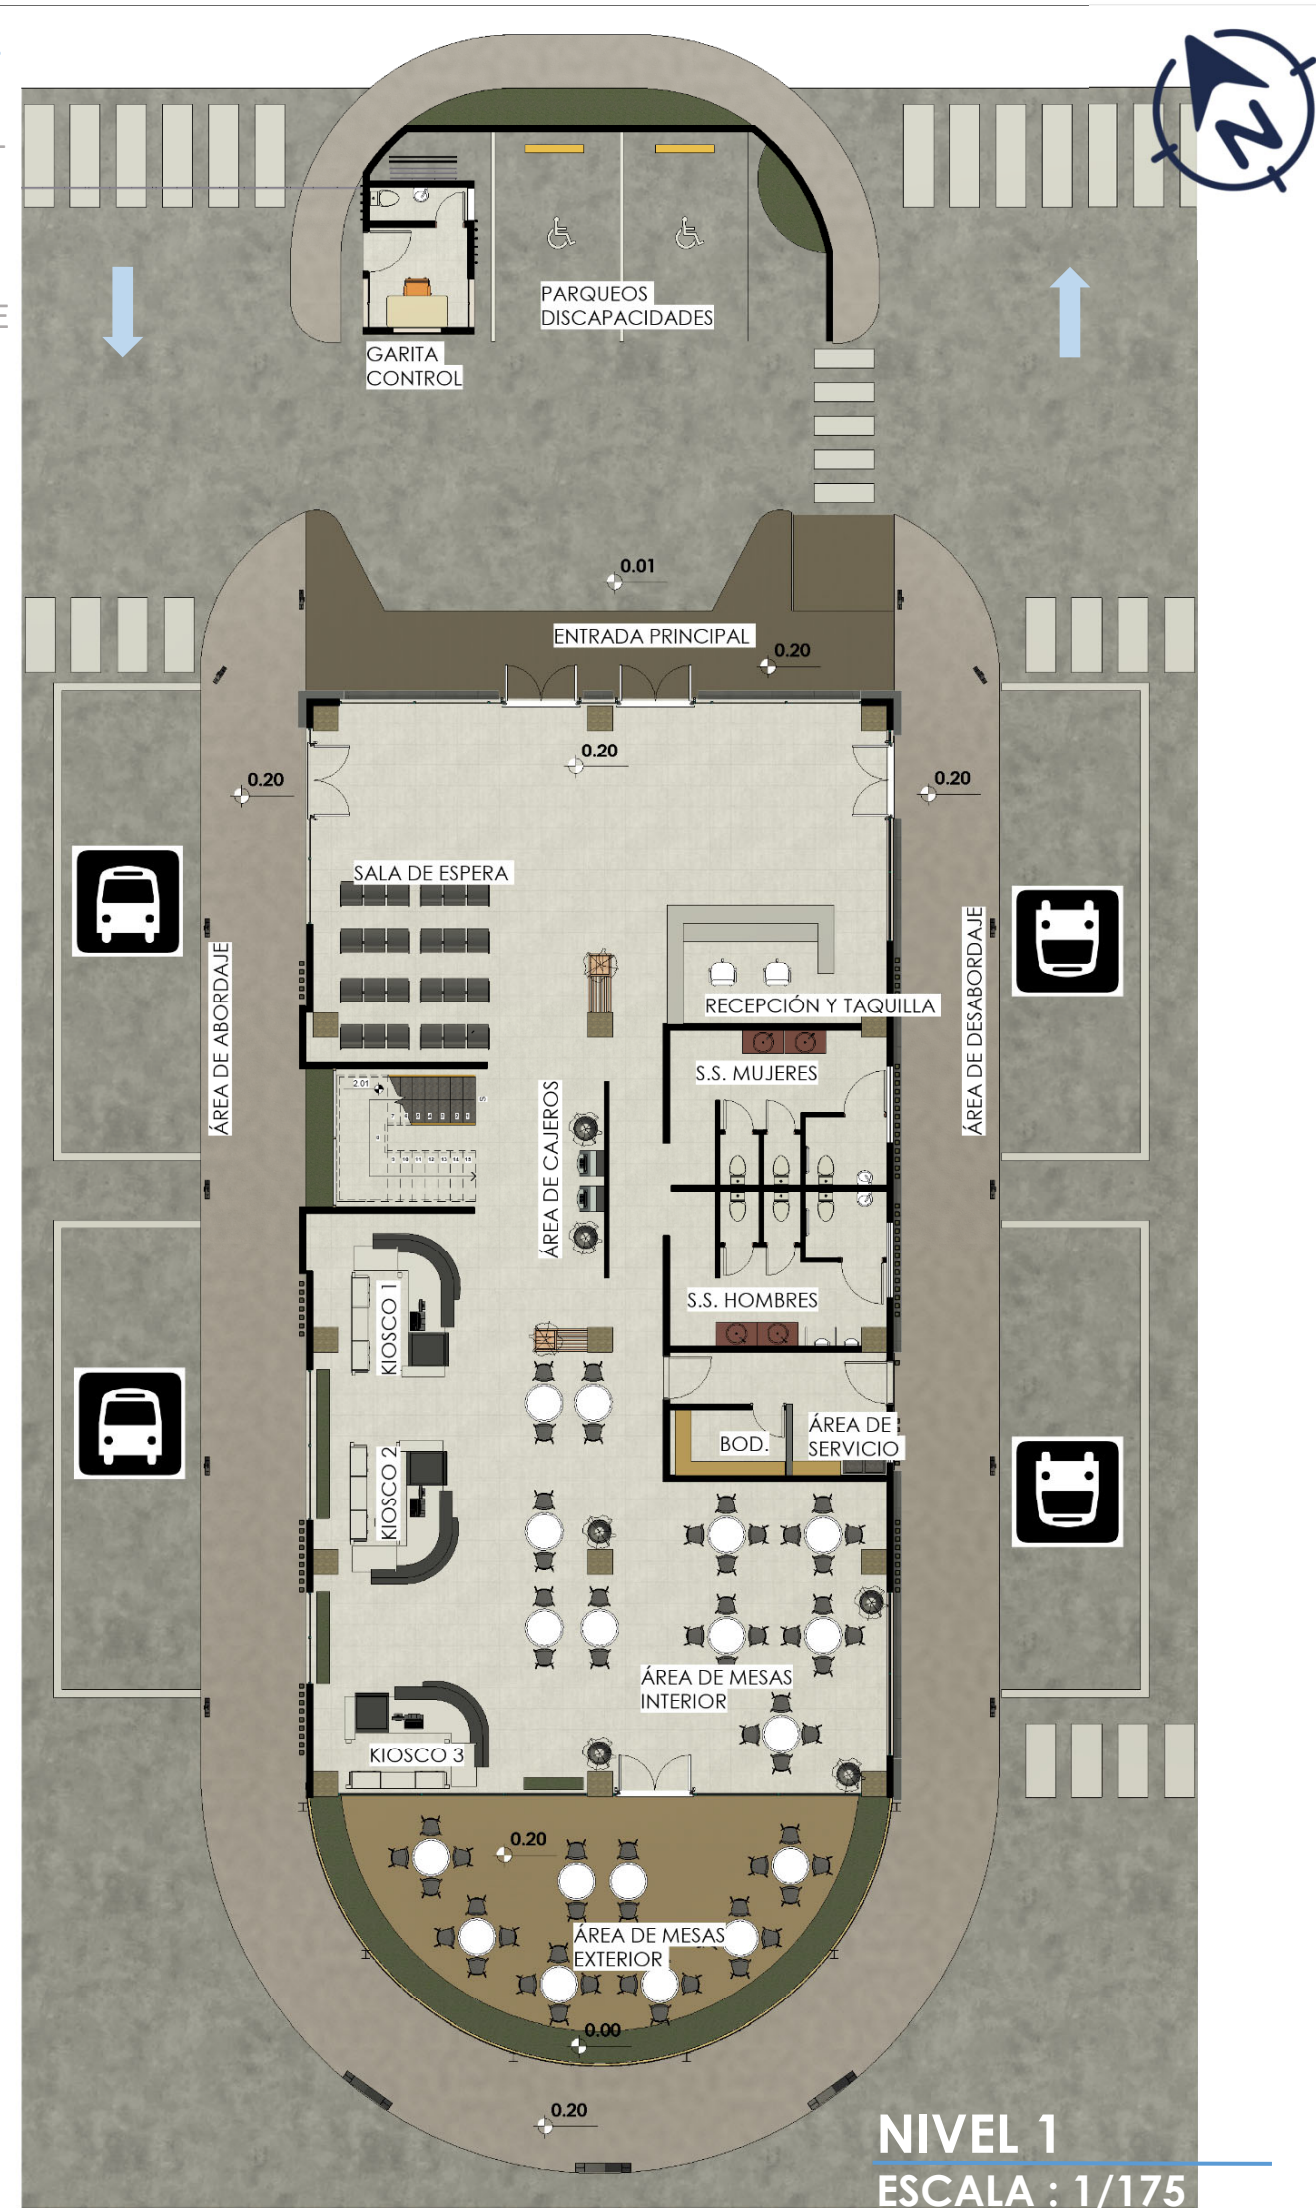 N
PARQUEOS
DISCAPACIDADES
GARITA
CONTROL
0.01
ENTRADA PRINCIPAL
0.20
0.20
0.20
0.20
SALA DE ESPERA
ÁREA DE ABORDAJE
ÁREA DE DESABORDAJE
RECEPCIÓN Y TAQUILLA
S.S. MUJERES
2.01
ÁREA DE CAJEROS
S.S. HOMBRES
KIOSCO 1
KIOSCO 2
BOD.
ÁREA DE
SERVICIO
ÁREA DE MESAS
INTERIOR
KIOSCO 3
0.20
ÁREA DE MESAS
EXTERIOR
0.00
0.20
NIVEL 1
ESCALA : 1/175